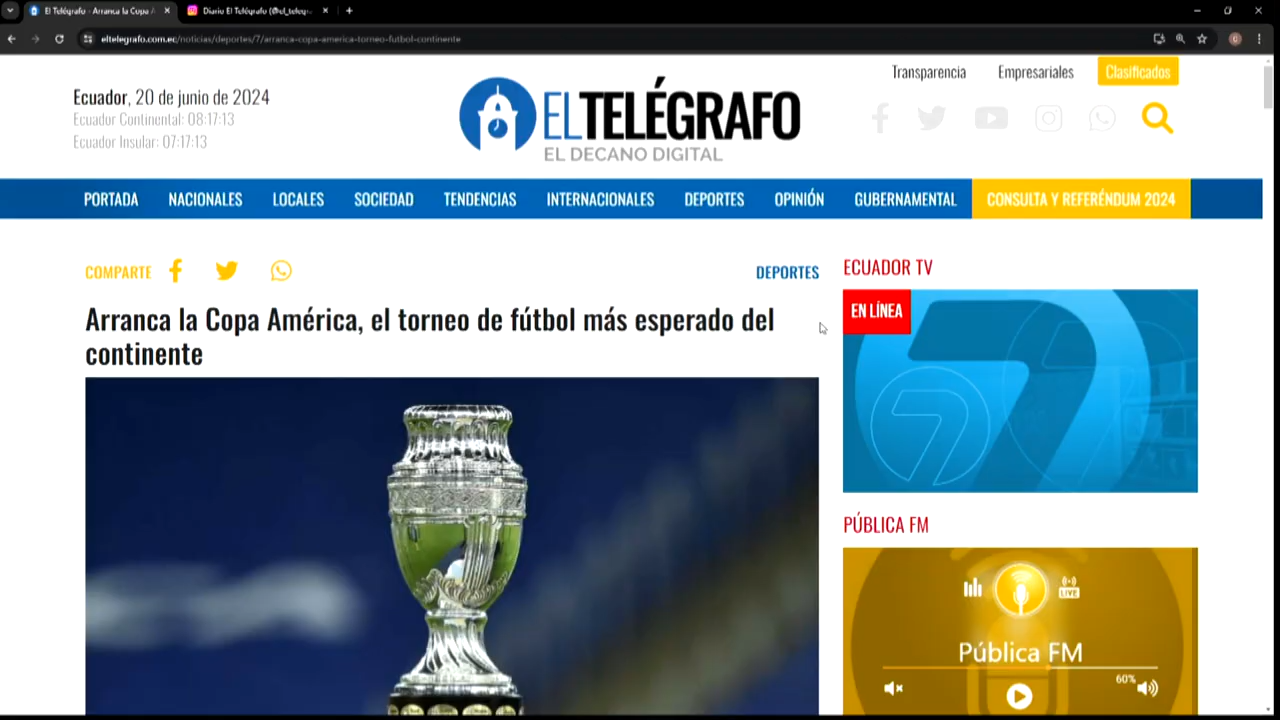 El Telégrafo - Arranca la Copa A
Diario El Telégrafo (@el_telegr
eltelegrafo.com.ec/noticias/deportes/7/arranca-copa-america-torneo-futbol-continente
Transparencia
Empresariales
Clasificados
Ecuador, 20 de junio de 2024
Ecuador Continental: 08:17:13
Ecuador Insular: 07:17:13
ELTELÉGRAFO
EL DECANO DIGITAL
PORTADA
NACIONALES
LOCALES
SOCIEDAD
TENDENCIAS
INTERNACIONALES
DEPORTES
OPINIÓN
GUBERNAMENTAL
CONSULTA Y REFERÉNDUM 2024
COMPARTE
DEPORTES
Arranca la Copa América, el torneo de fútbol más esperado del
continente
ECUADOR TV
EN LÍNEA
PÚBLICA FM
LIVE
Pública FM
60%